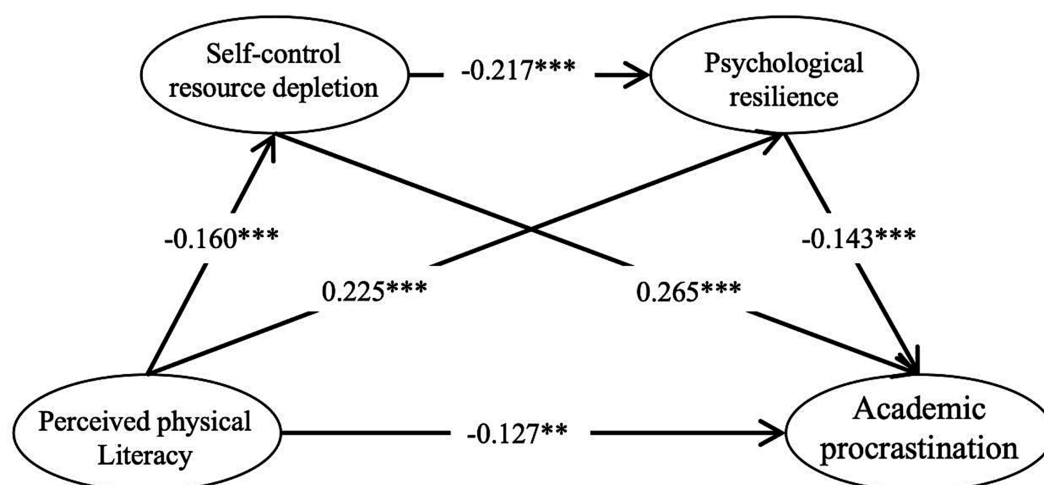 Self-control
resource depletion
-0.217***
Psychological
resilience
-0.160***
-0.143***
0.225***
0.265***
Perceived physical
Literacy
-0.127**
Academic
procrastination